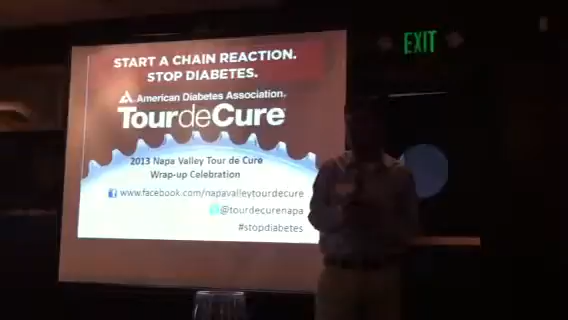 START A CHAIN REACTION.
STOP DIABETES.
American Diabetes Association®
TourdeCure®
2013 Napa Valley Tour de Cure
Wrap-up Celebration
www.facebook.com/napavalleytourdecure
@tourdecurenapa
#stopdiabetes
EXIT